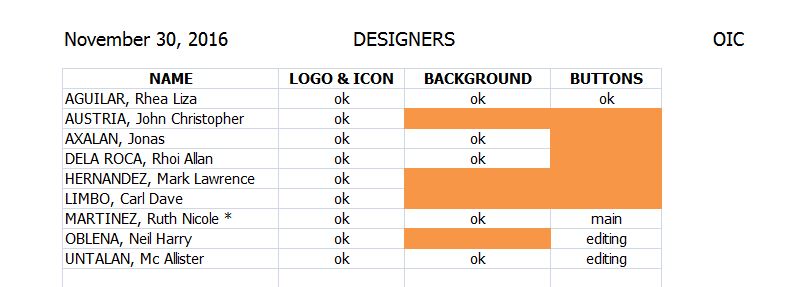 November 30, 2016 DESIGNERS OIC
NAME LOGO & ICON BACKGROUND BUTTONS
AGUILAR, Rhea Liza ok ok ok
AUSTRIA, John Christopher ok
AXALAN, Jonas ok ok
DELA ROCA, Rhoi Allan ok ok
HERNANDEZ, Mark Lawrence ok
LIMBO, Carl Dave ok
MARTINEZ, Ruth Nicole * ok ok main
OBLENA, Neil Harry ok editing
UNTALAN, Mc Allister ok ok editing